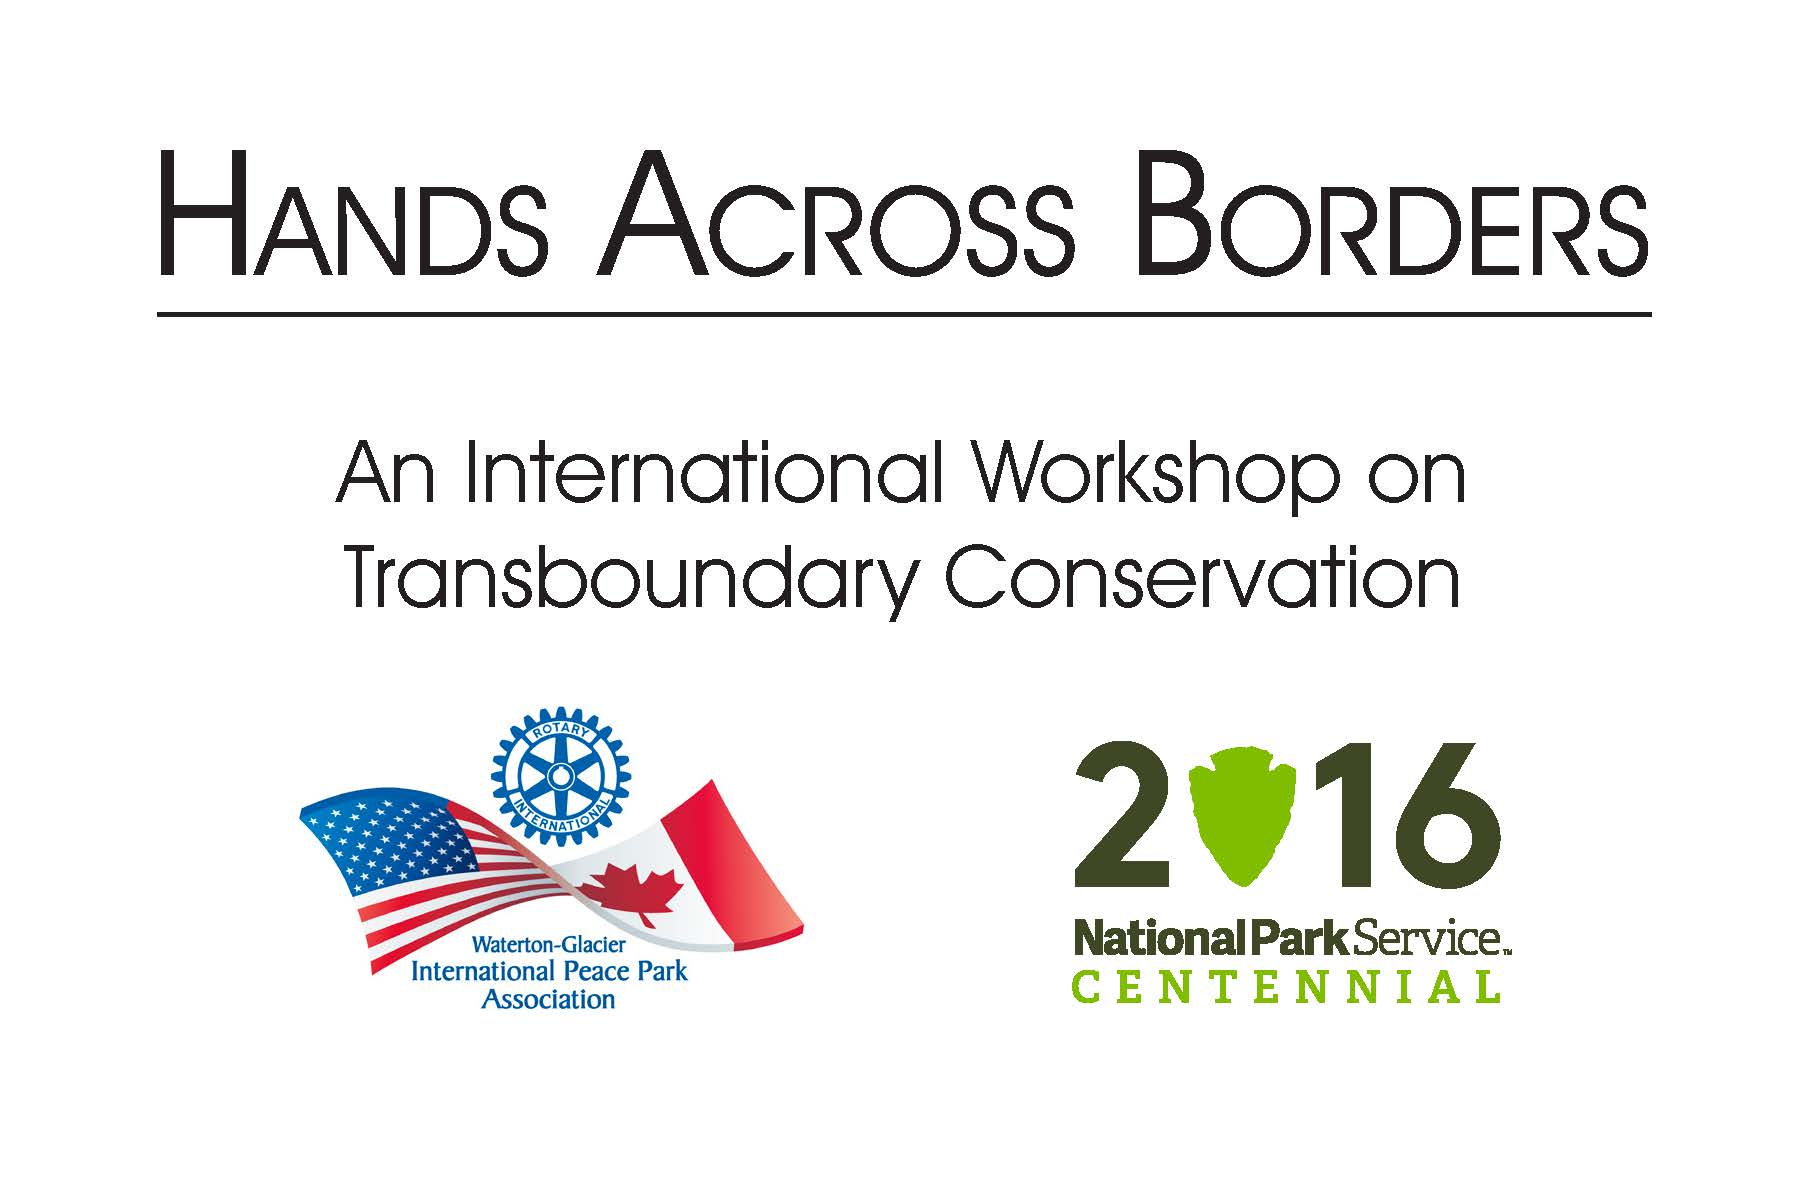 HANDS ACROSS BORDERS
An International Workshop on
Transboundary Conservation
ROTARY
INTERNATIONAL
Waterton-Glacier
International Peace Park
Association
2016
National Park Service™
CENTENNIAL